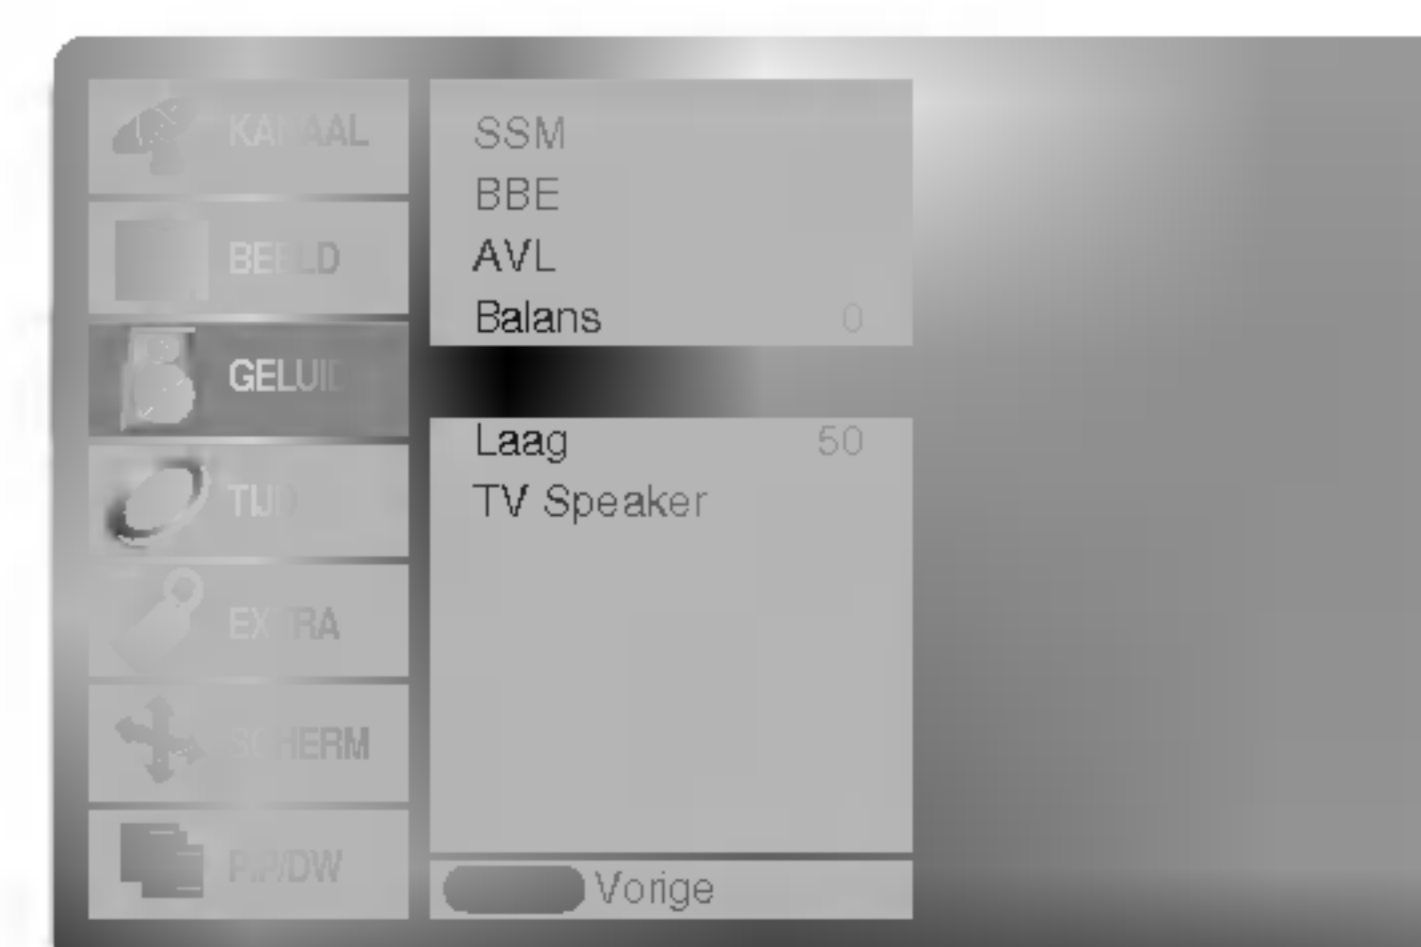 KANAAL
BEELD
GELUID
TIJD
EXTRA
SCHERM
PIP/DW
SSM
BBE
AVL
Balans 0
Laag 50
TV Speaker
Vorige